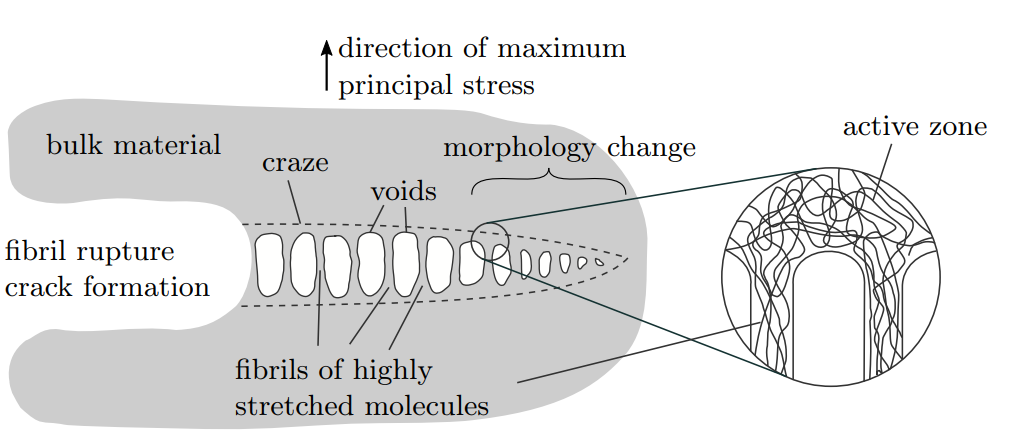 direction of maximum
principal stress
active zone
bulk material
morphology change
craze
voids
fibril rupture
crack formation
fibrils of highly
stretched molecules